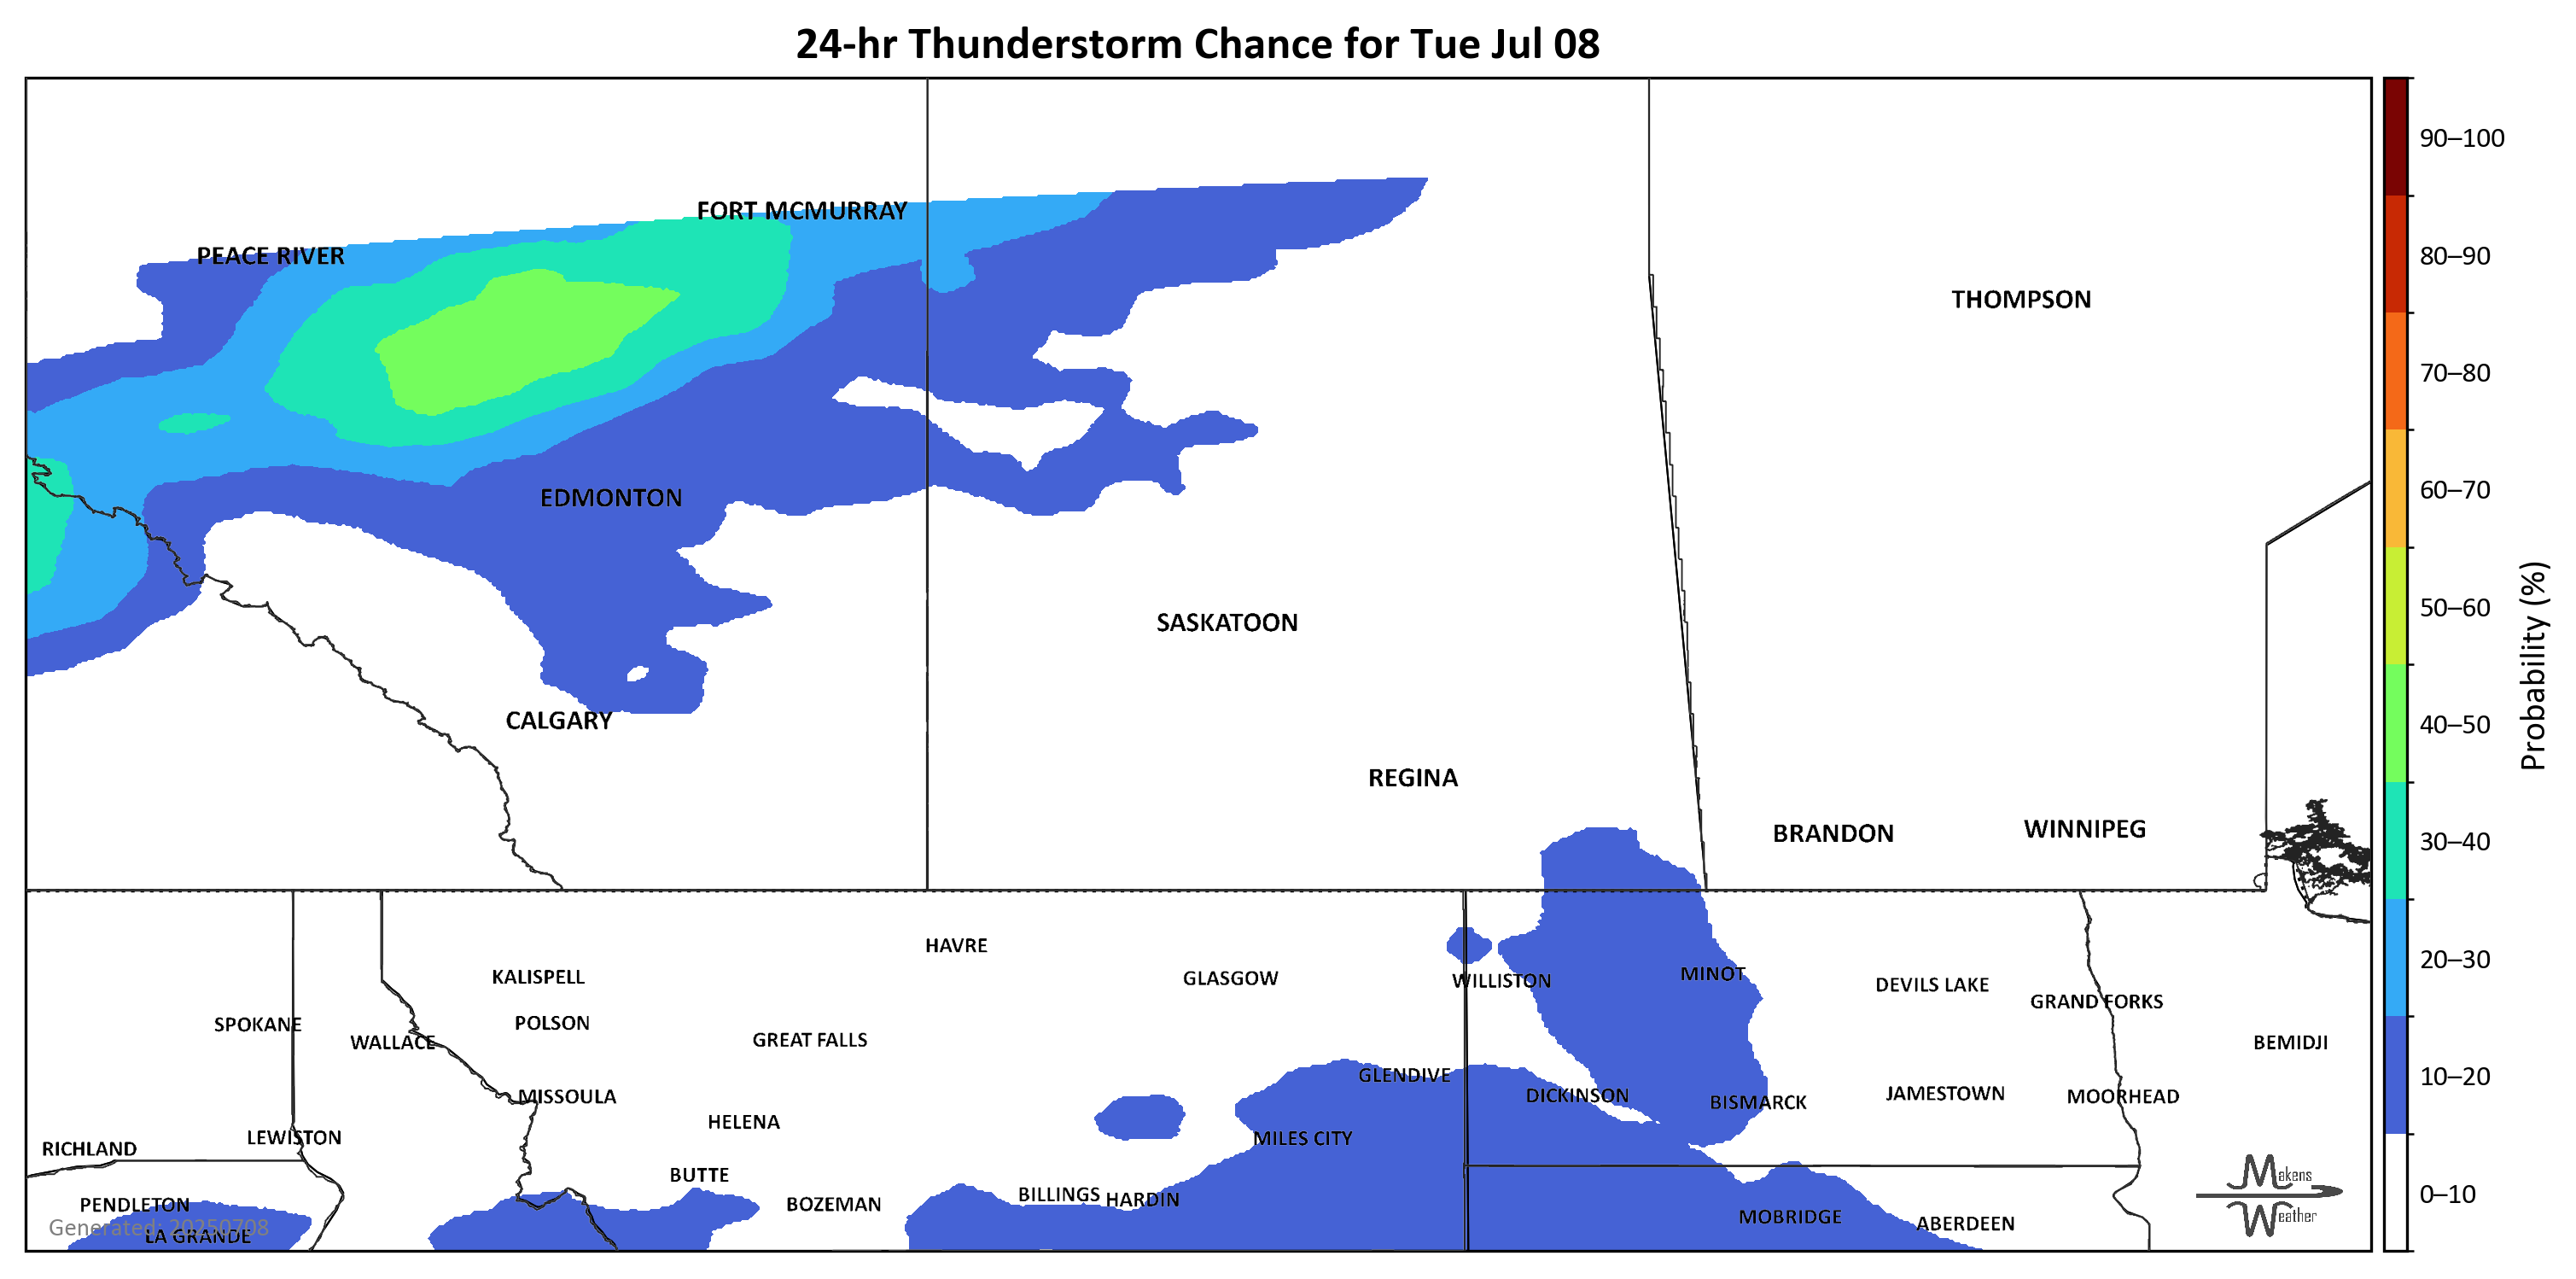 24-hr Thunderstorm Chance for Tue Jul 08
90–100
FORT MCMURRAY
PEACE RIVER
80–90
THOMPSON
70–80
60–70
EDMONTON
50–60
SASKATOON
Probability (%)
CALGARY
40–50
REGINA
BRANDON
WINNIPEG
30–40
HAVRE
20–30
KALISPELL
GLASGOW
WILLISTON
MINOT
DEVILS LAKE
GRAND FORKS
SPOKANE
POLSON
WALLACE
GREAT FALLS
BEMIDJI
GLENDIVE
10–20
MISSOULA
DICKINSON
BISMARCK
JAMESTOWN
MOORHEAD
HELENA
LEWISTON
MILES CITY
RICHLAND
BUTTE
Makens
Weather
0–10
PENDLETON
BOZEMAN
BILLINGS
HARDIN
MOBRIDGE
ABERDEEN
Generated: 20250708
LA GRANDE